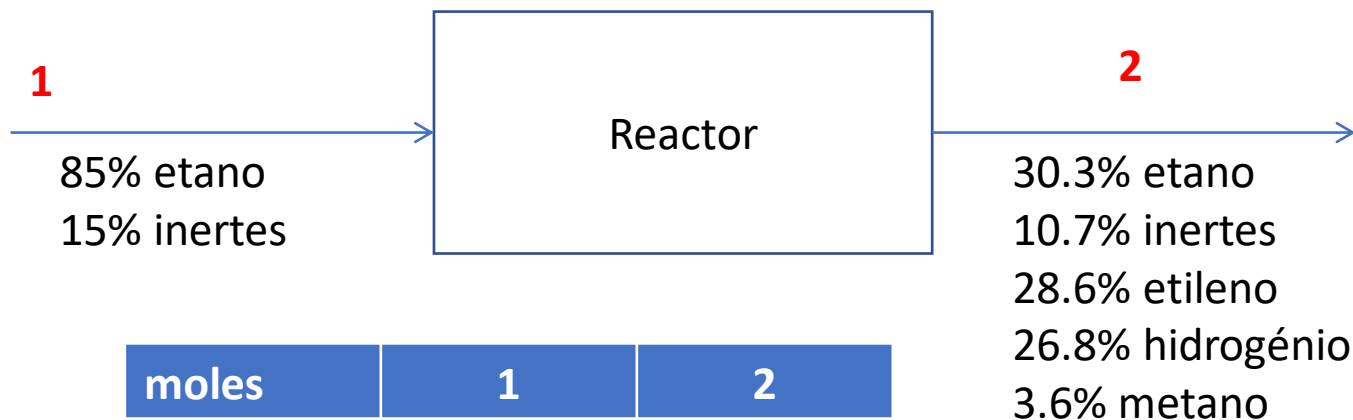 1
2
Reactor
85% etano
15% inertes
30.3% etano
10.7% inertes
28.6% etileno
26.8% hidrogénio
3.6% metano
moles 1 2